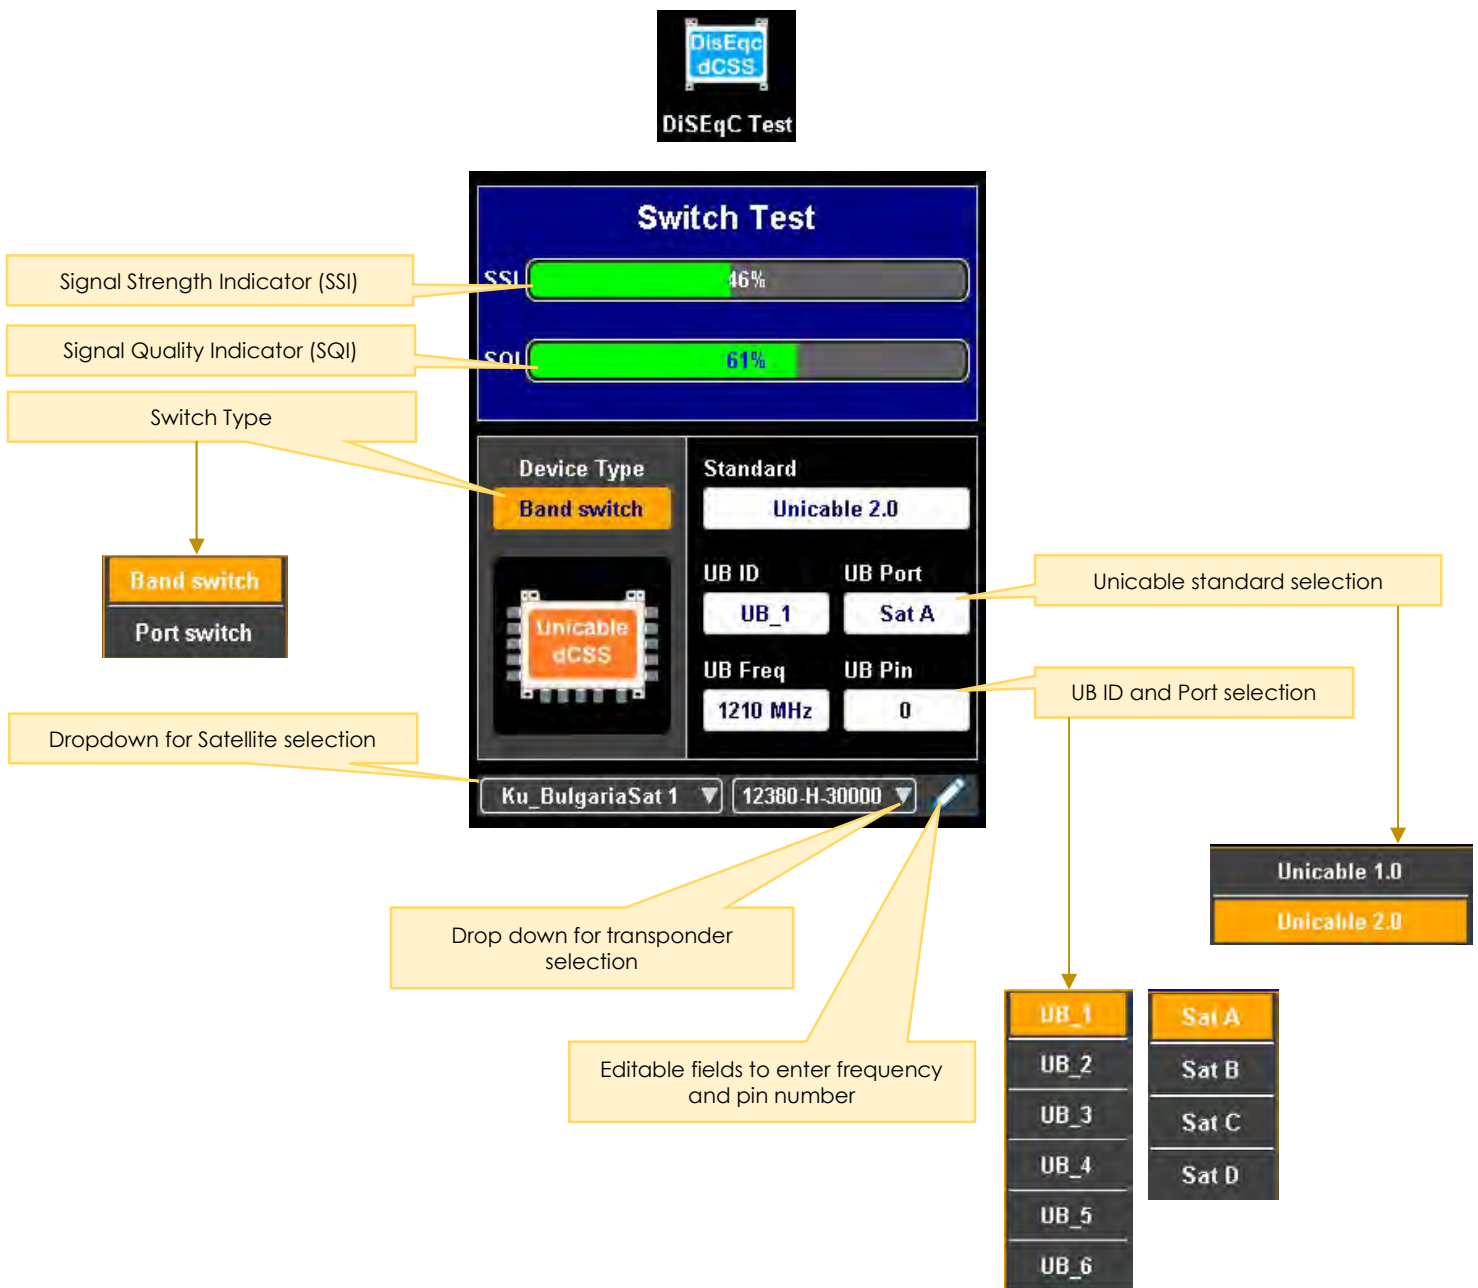 DisEqc
dCSS
DiSEqC Test
Switch Test
Signal Strength Indicator (SSI)
SSI
46%
Signal Quality Indicator (SQI)
SQI
61%
Switch Type
Device Type
Band switch
Standard
Unicable 2.0
Band switch
Port switch
Unicable
dCSS
UB ID
UB Port
UB_1
Sat A
UB Freq
UB Pin
1210 MHz
0
Unicable standard selection
UB ID and Port selection
Dropdown for Satellite selection
Ku_BulgariaSat 1
12380-H-30000
Unicable 1.0
Unicable 2.0
Drop down for transponder
selection
Editable fields to enter frequency
and pin number
UB_1
UB_2
UB_3
UB_4
UB_5
UB_6
Sat A
Sat B
Sat C
Sat D